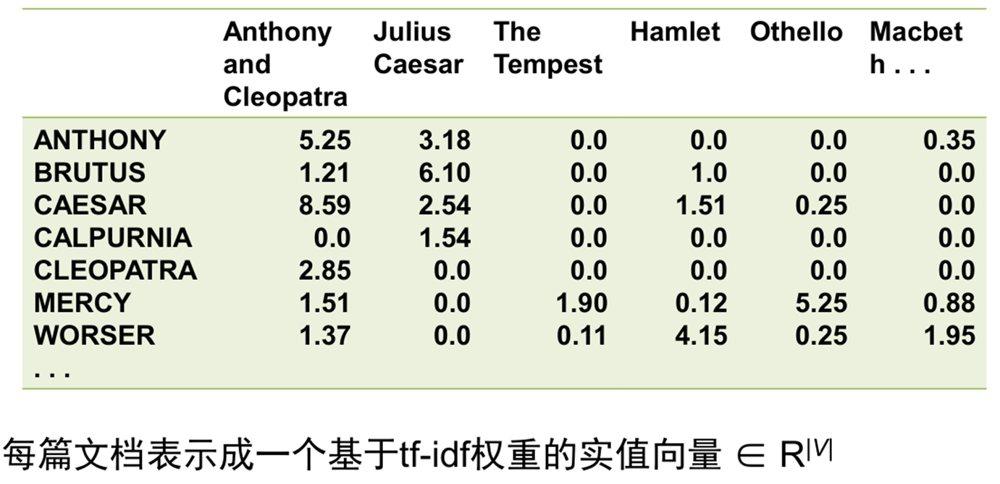 Anthony and Cleopatra Julius Caesar The Tempest Hamlet Othello Macbeth . . .
ANTHONY 5.25 3.18 0.0 0.0 0.0 0.35
BRUTUS 1.21 6.10 0.0 1.0 0.0 0.0
CAESAR 8.59 2.54 0.0 1.51 0.25 0.0
CALPURNIA 0.0 1.54 0.0 0.0 0.0 0.0
CLEOPATRA 2.85 0.0 0.0 0.0 0.0 0.0
MERCY 1.51 0.0 1.90 0.12 5.25 0.88
WORSER 1.37 0.0 0.11 4.15 0.25 1.95
. . .
每篇文档表示成一个基于tf-idf权重的实值向量 ∈ R|V|